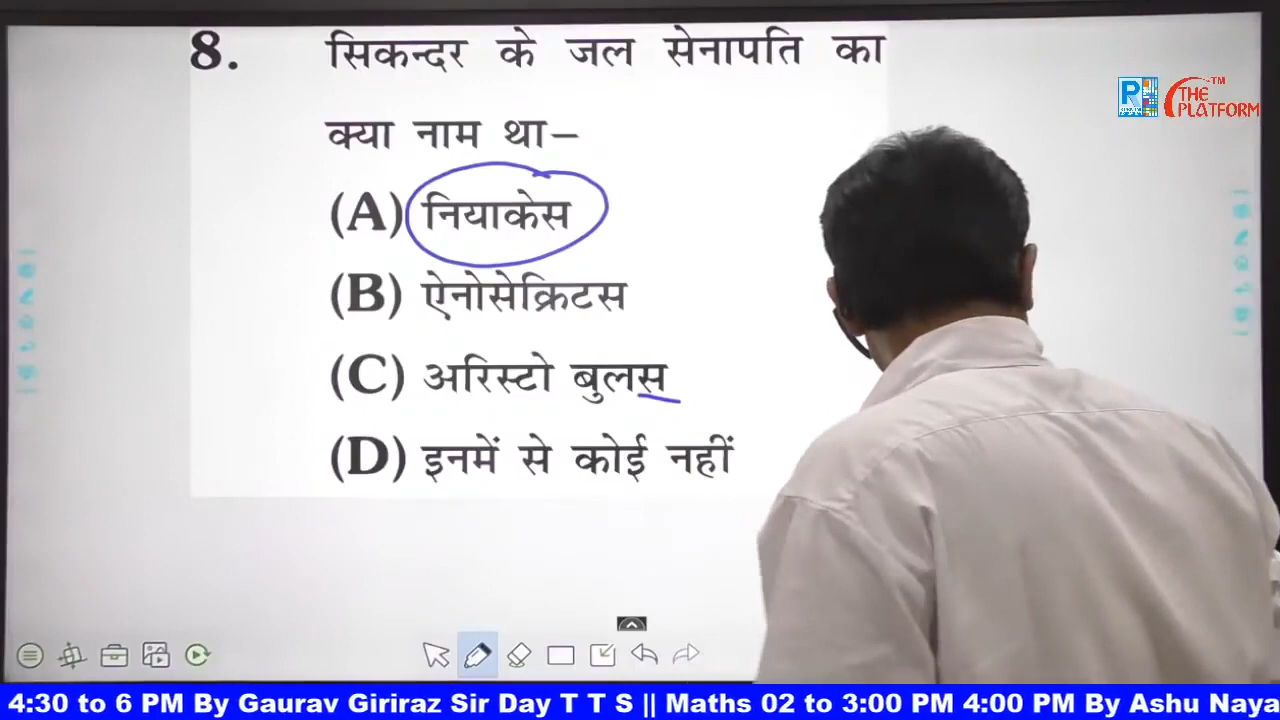 8. सिकन्दर के जल सेनापति का
क्या नाम था–
(A) नियाकेस
(B) ऐनोसेक्रिटस
(C) अरिस्टो बुलस
(D) इनमें से कोई नहीं
THE PLATFORM™
4:30 to 6 PM By Gaurav Giriraz Sir Day T T S || Maths 02 to 3:00 PM 4:00 PM By Ashu Naya